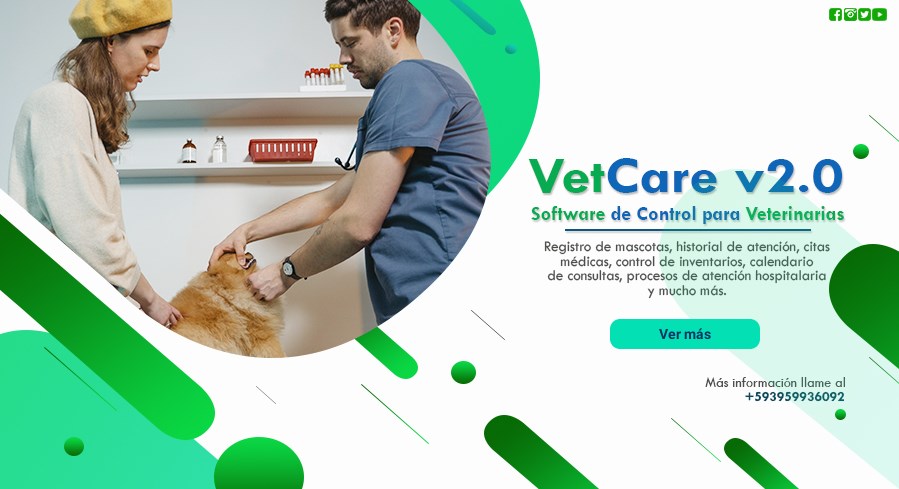 VetCare v2.0
Software de Control para Veterinarias
Registro de mascotas, historial de atención, citas
médicas, control de inventarios, calendario
de consultas, procesos de atención hospitalaria
y mucho más.
Ver más
Más información llame al
+593959936092